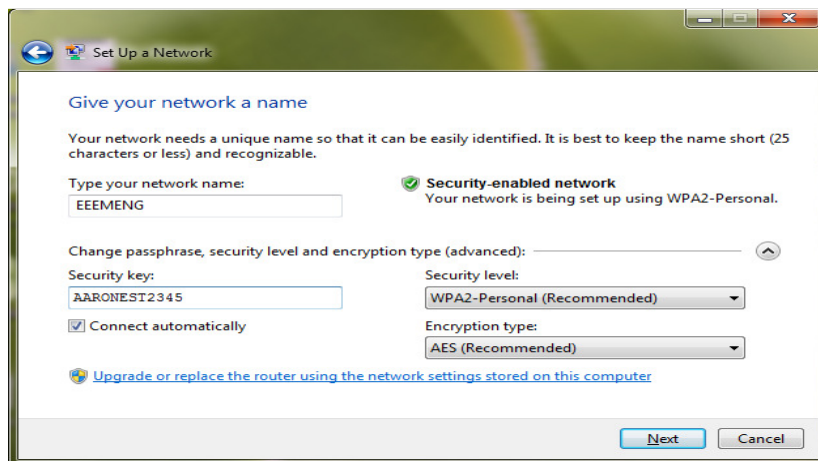 Set Up a Network
Give your network a name
Your network needs a unique name so that it can be easily identified. It is best to keep the name short (25
characters or less) and recognizable.
Type your network name:
EEEMENG
Security-enabled network
Your network is being set up using WPA2-Personal.
Change passphrase, security level and encryption type (advanced):
Security key:
AARONEST2345
Security level:
WPA2-Personal (Recommended)
Connect automatically
Encryption type:
AES (Recommended)
Upgrade or replace the router using the network settings stored on this computer
Next
Cancel